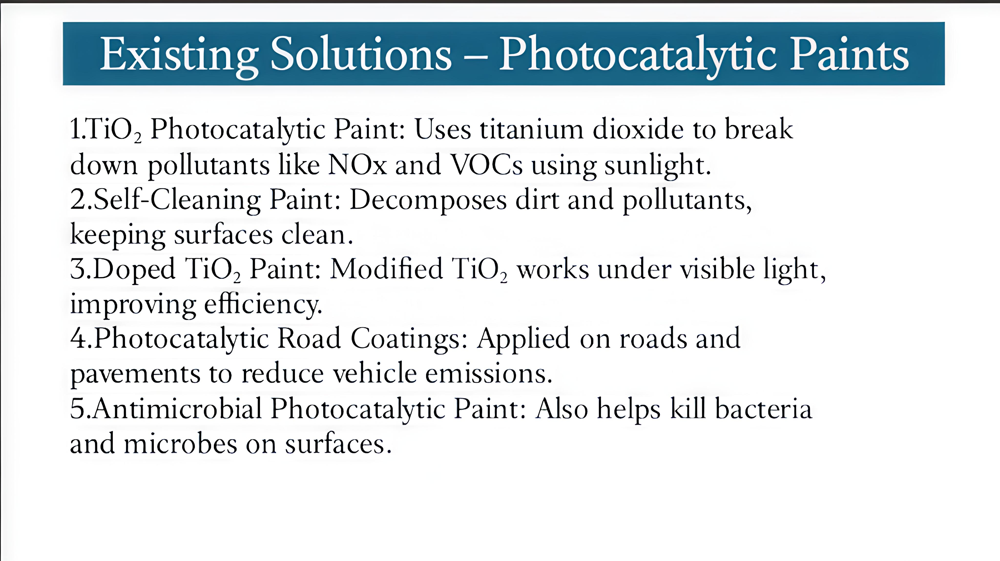 Existing Solutions – Photocatalytic Paints
1.TiO₂ Photocatalytic Paint: Uses titanium dioxide to break
down pollutants like NOx and VOCs using sunlight.
2.Self-Cleaning Paint: Decomposes dirt and pollutants,
keeping surfaces clean.
3.Doped TiO₂ Paint: Modified TiO₂ works under visible light,
improving efficiency.
4.Photocatalytic Road Coatings: Applied on roads and
pavements to reduce vehicle emissions.
5.Antimicrobial Photocatalytic Paint: Also helps kill bacteria
and microbes on surfaces.